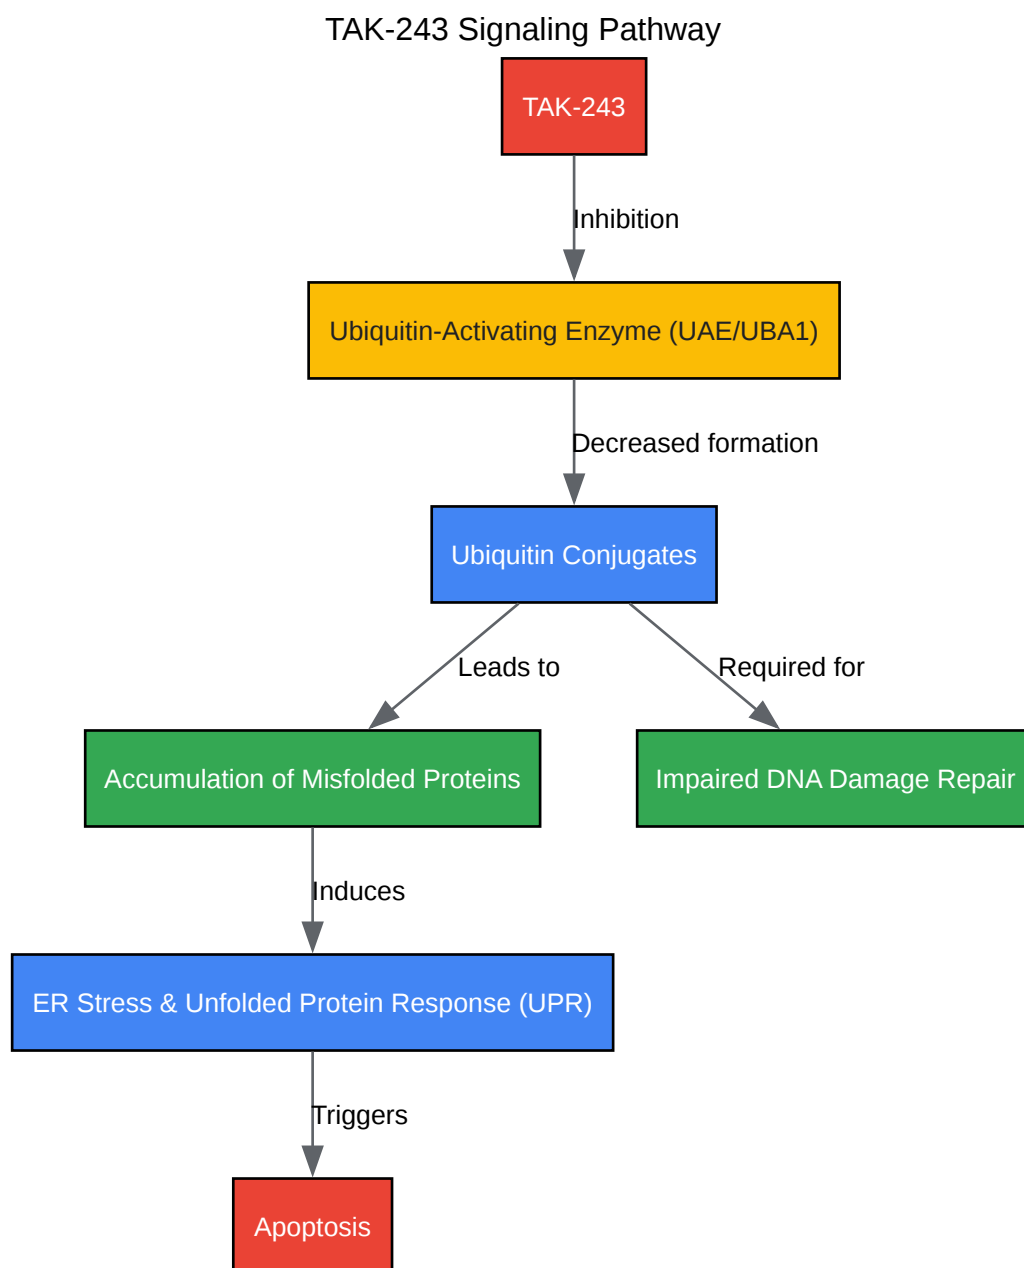 TAK-243 Signaling Pathway
TAK-243
Inhibition
Ubiquitin-Activating Enzyme (UAE/UBA1)
Decreased formation
Ubiquitin Conjugates
Leads to
Required for
Accumulation of Misfolded Proteins
Impaired DNA Damage Repair
Induces
ER Stress & Unfolded Protein Response (UPR)
Triggers
Apoptosis